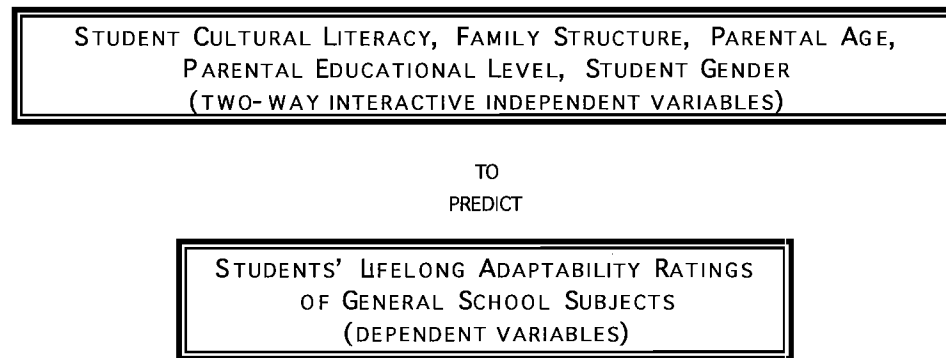 STUDENT CULTURAL LITERACY, FAMILY STRUCTURE, PARENTAL AGE,
PARENTAL EDUCATIONAL LEVEL, STUDENT GENDER
(TWO-WAY INTERACTIVE INDEPENDENT VARIABLES)
TO
PREDICT
STUDENTS' LIFELONG ADAPTABILITY RATINGS
OF GENERAL SCHOOL SUBJECTS
(DEPENDENT VARIABLES)